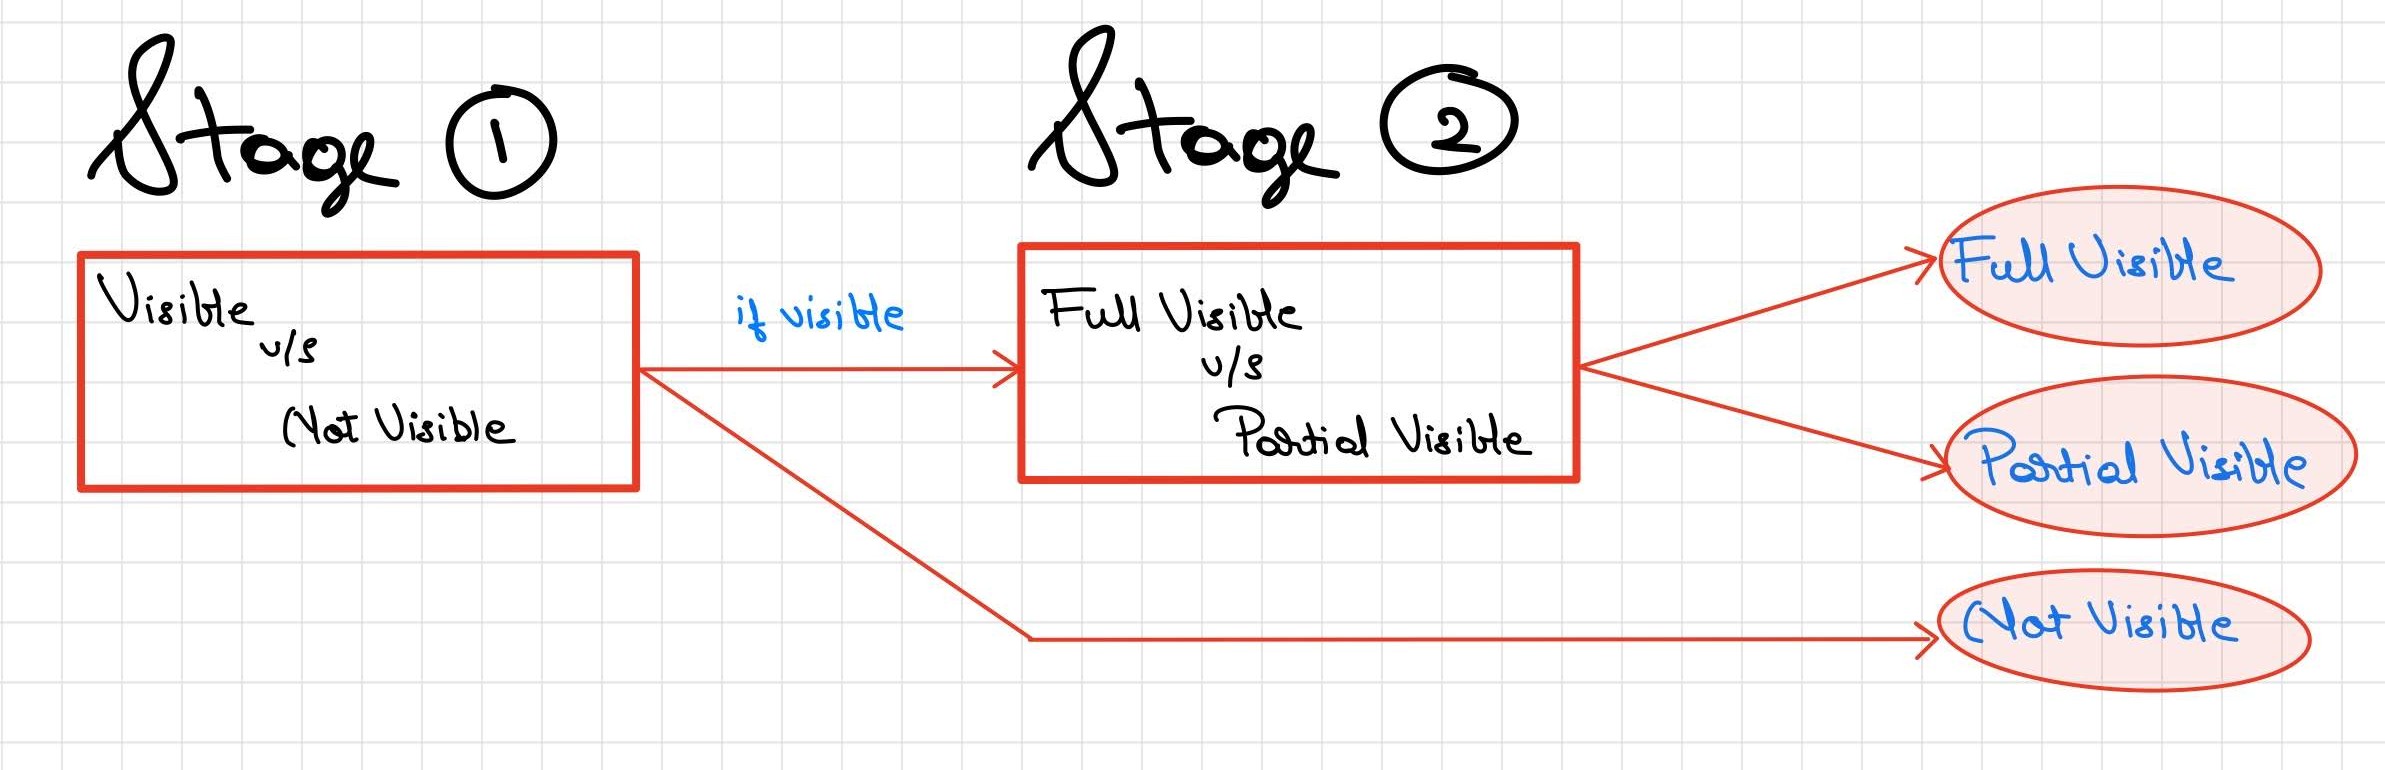 Stage 1
Stage 2
Visible
v/s
Not Visible
if visible
Full Visible
v/s
Partial Visible
Full Visible
Partial Visible
Not Visible